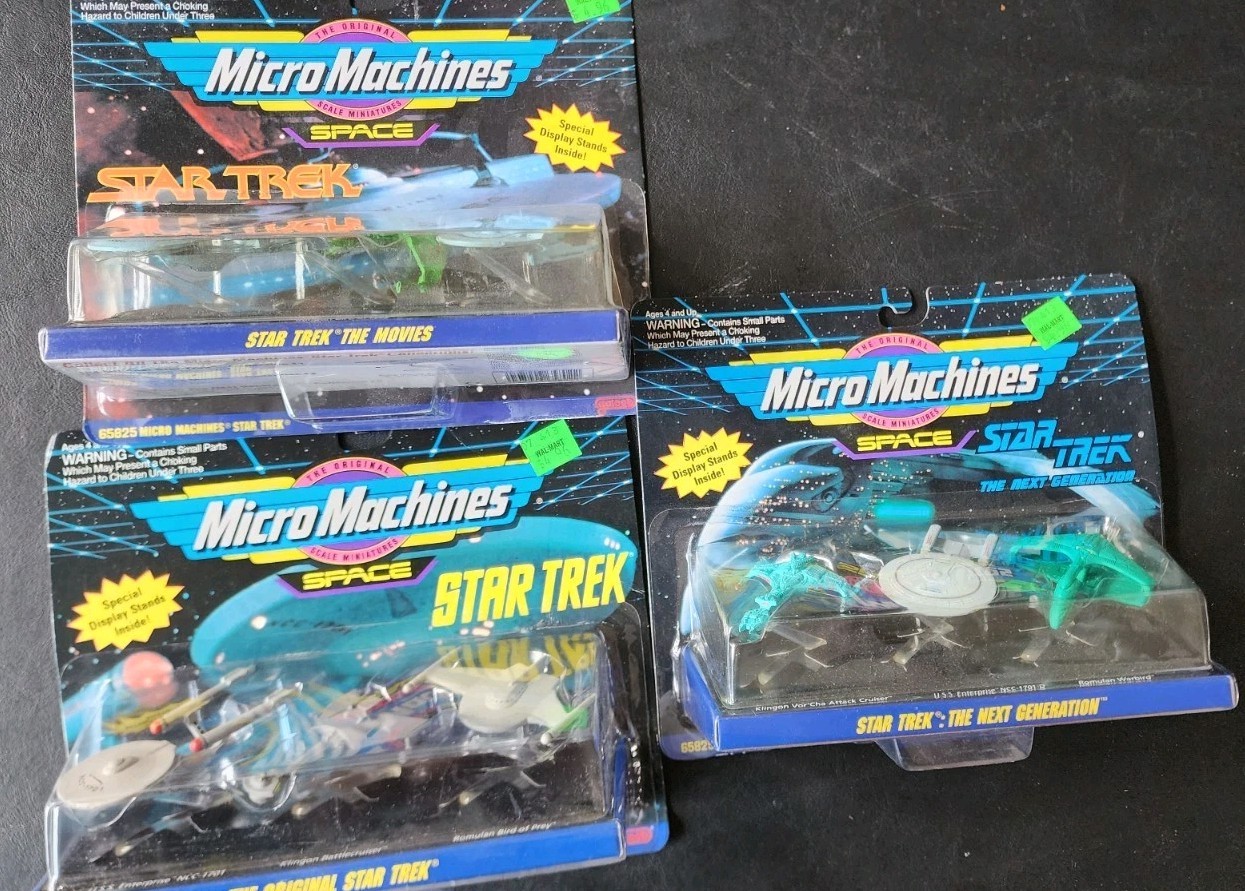 Which May Present a Choking
Hazard to Children Under Three
THE ORIGINAL
Micro Machines
SCALE MINIATURES
SPACE
Special
Display Stands
Inside!
STAR TREK®
STAR TREK® THE MOVIES
65825 MICRO MACHINES® STAR TREK®
Ages 4
WARNING - Contains Small Parts
Which May Present a Choking
Hazard to Children Under Three
WALMART
THE ORIGINAL
Micro Machines
SCALE MINIATURES
SPACE
STAR TREK
Special
Display Stands
Inside!
U.S.S. Enterprise NCC-1701
Klingon Battlecruiser
Romulan Bird of Prey
THE ORIGINAL STAR TREK®
Ages 4 and Up
WARNING - Contains Small Parts
Which May Present a Choking
Hazard to Children Under Three
WALMART
THE ORIGINAL
Micro Machines
SCALE MINIATURES
SPACE
STAR TREK
THE NEXT GENERATION
Special
Display Stands
Inside!
Klingon Vor'Cha Attack Cruiser
U.S.S. Enterprise NCC-1701
Romulan Warbird
STAR TREK®: THE NEXT GENERATION™